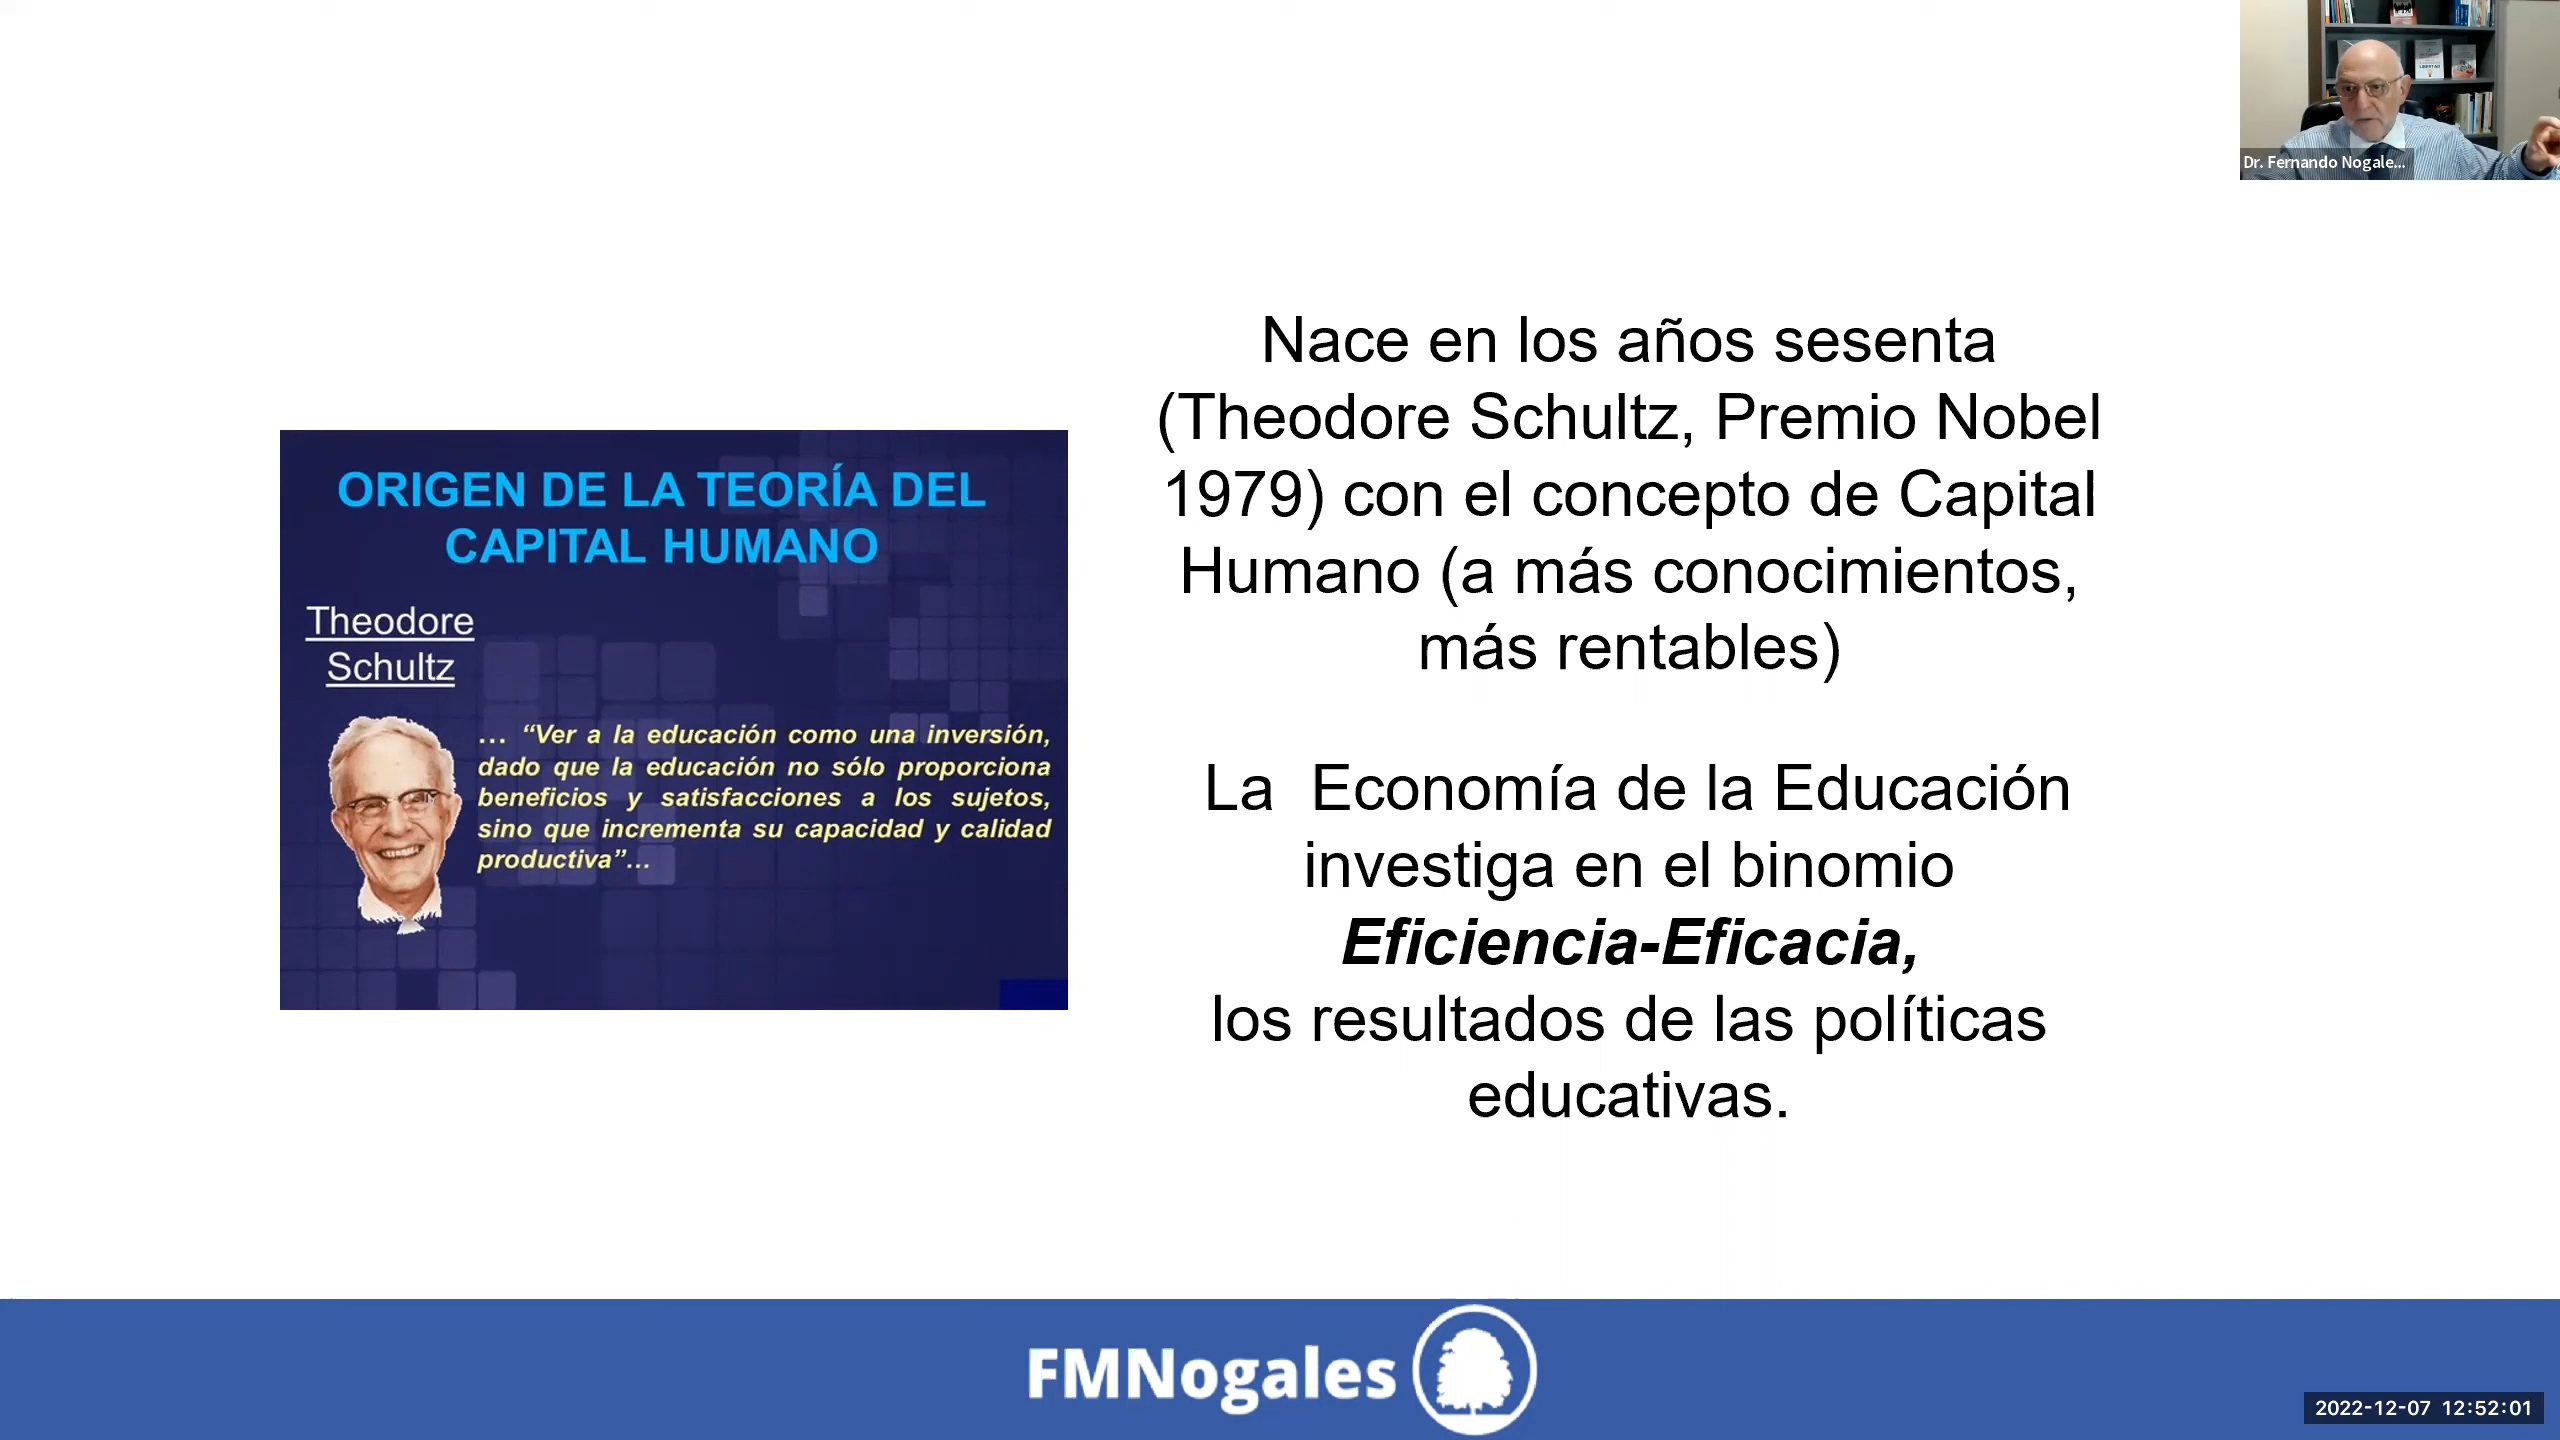 Dr. Fernando Nogale...
Nace en los años sesenta
(Theodore Schultz, Premio Nobel
1979) con el concepto de Capital
Humano (a más conocimientos,
más rentables)
La  Economía de la Educación
investiga en el binomio
Eficiencia-Eficacia,
los resultados de las políticas
educativas.
ORIGEN DE LA TEORÍA DEL
CAPITAL HUMANO
Theodore
Schultz
… “Ver a la educación como una inversión,
dado que la educación no sólo proporciona
beneficios y satisfacciones a los sujetos,
sino que incrementa su capacidad y calidad
productiva”…
FMNogales
2022-12-07 12:52:01